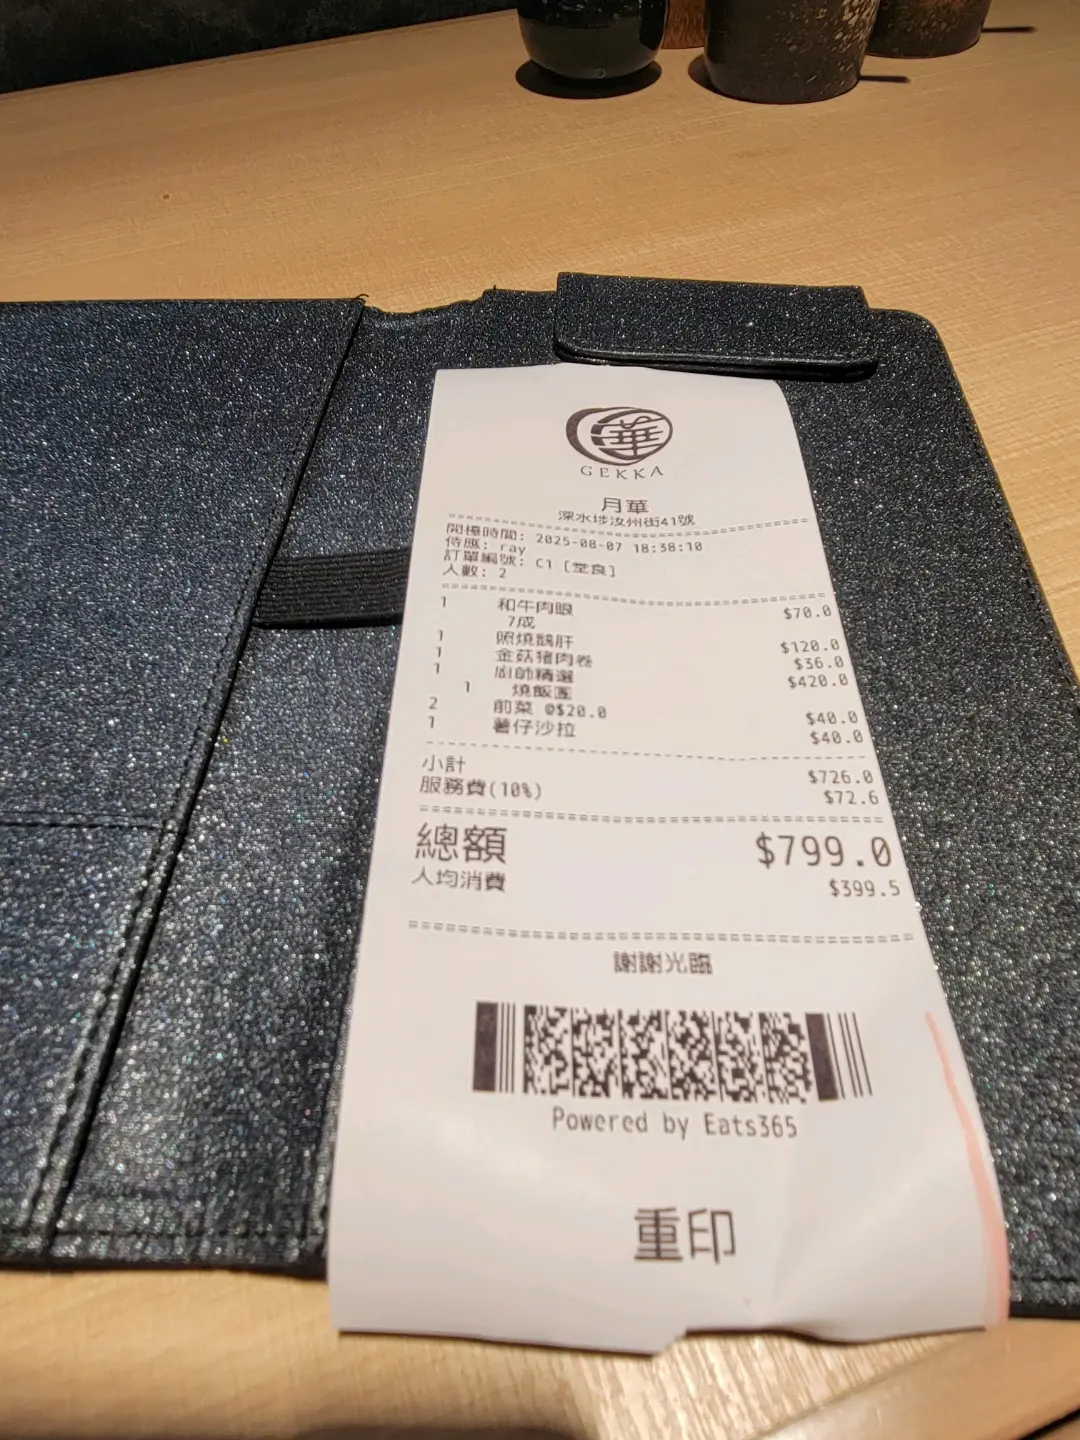 華
GEKKA
月華
深水埗汝州街41號
開檯時間: 2025-08-07 18:38:10
侍應: ray
訂單編號: C1 [堂食]
人數: 2
1 和牛肉眼 $70.0
7成
1 照燒鵝肝 $120.0
1 金菇豬肉卷 $36.0
1 廚師精選 $420.0
1 燒飯團
2 前菜 @$20.0 $40.0
1 薯仔沙拉 $40.0
小計 $726.0
服務費(10%) $72.6
總額 $799.0
人均消費 $399.5
謝謝光臨
Powered by Eats365
重印